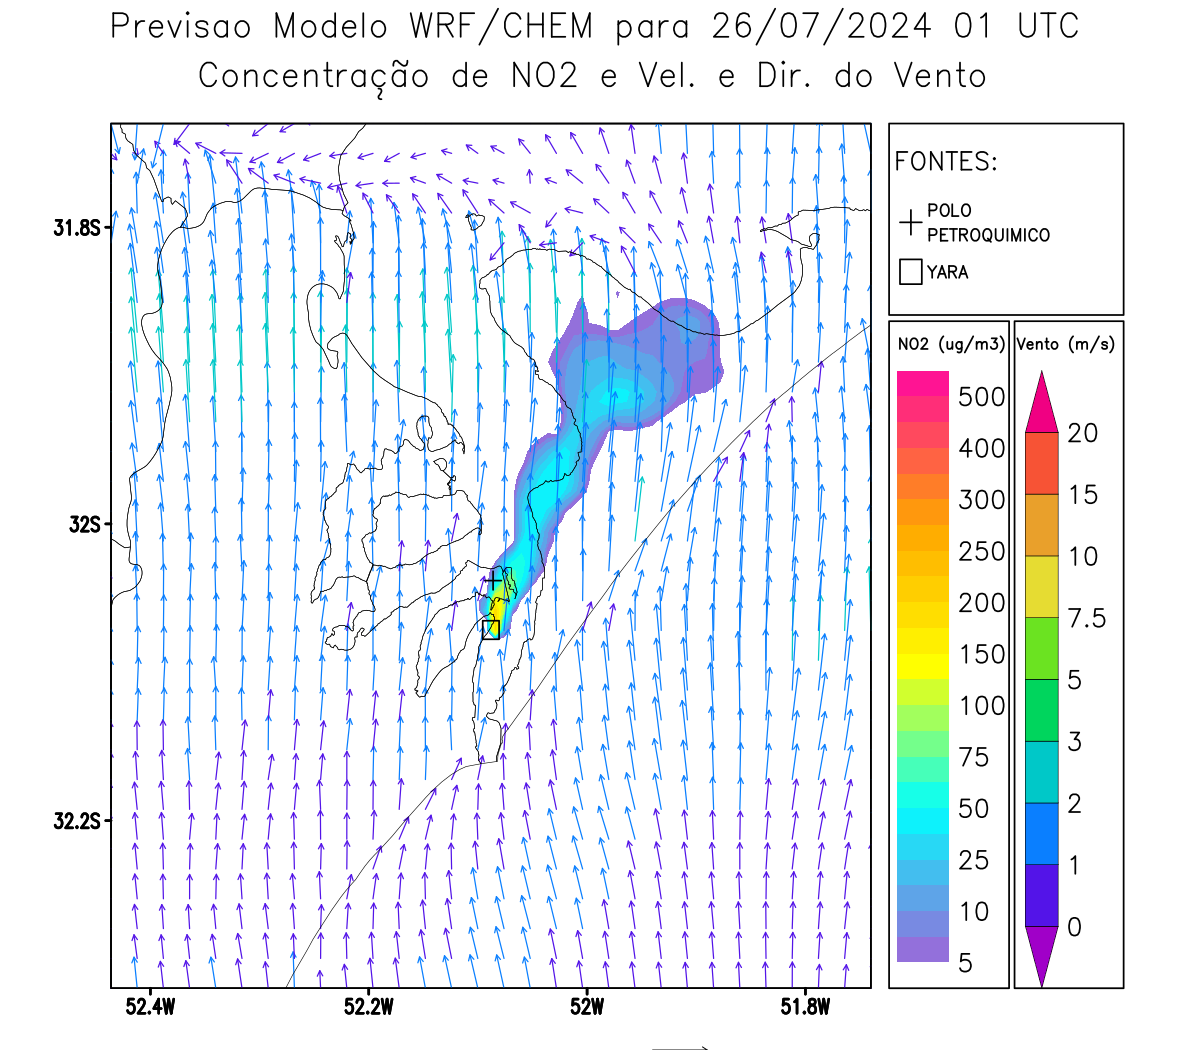 Previsao Modelo WRF/CHEM para 26/07/2024 01 UTC
Concentração de NO2 e Vel. e Dir. do Vento
FONTES:
POLO
PETROQUIMICO
YARA
NO2 (ug/m3)
500
400
300
250
200
150
100
75
50
25
10
5
Vento (m/s)
20
15
10
7.5
5
3
2
1
0
31.8S
32S
32.2S
52.4W
52.2W
52W
51.8W